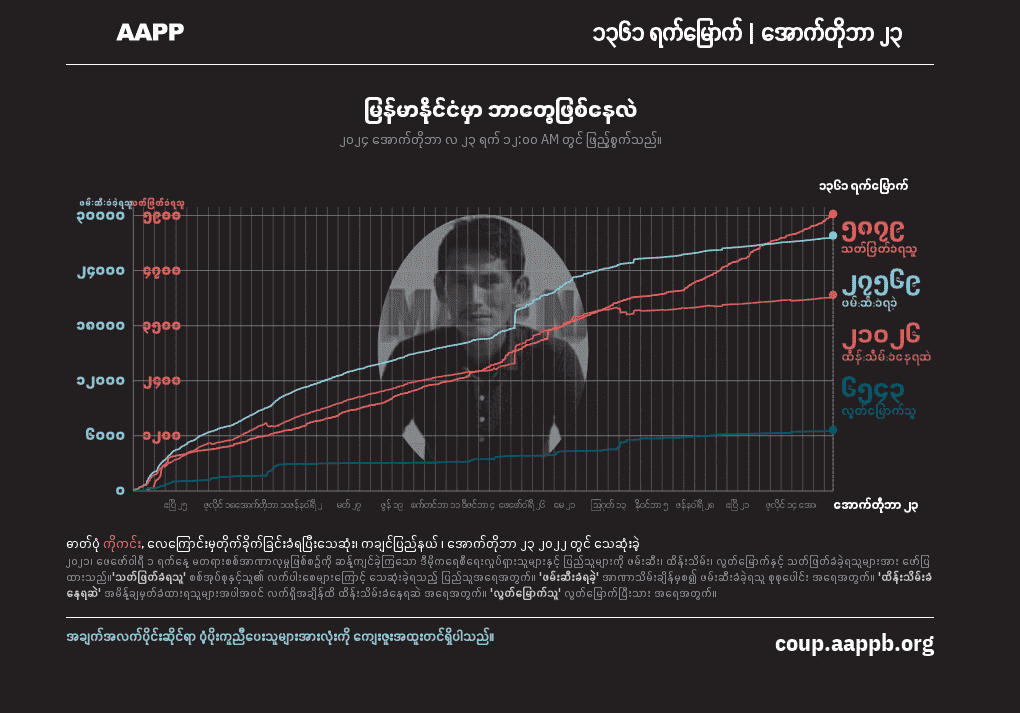 AAPP
၁၃၆၁ ရက်မြောက် | အောက်တိုဘာ ၂၃
မြန်မာနိုင်ငံမှာ ဘာတွေဖြစ်နေလဲ
၂၀၂၄ အောက်တိုဘာ လ ၂၃ ရက် ၁၂:၀၀ AM တွင် ဖြည့်စွက်သည်။
၁၃၆၁ ရက်မြောက်
ဖမ်းဆီးခံခဲ့ရသူ သတ်ဖြတ်ခံရသူ
၃၀၀၀၀ ၅၉၀၀
၅၈၇၉
သတ်ဖြတ်ခံရသူ
၂၄၀၀၀ ၄၇၀၀
၂၇၅၆၉
ဖမ်းဆီးခံရခဲ့
၁၈၀၀၀ ၃၅၀၀
၂၁၀၂၆
ထိန်းသိမ်းခံနေရဆဲ
၁၂၀၀၀ ၂၄၀၀
၆၅၄၃
လွတ်မြောက်သူ
၆၀၀၀ ၁၂၀၀
၀
ဧပြီ ၂၅ ဇူလိုင် ၁၈ အောက်တိုဘာ ၁၁ ဇန်နဝါရီ ၂ မတ် ၂၇ ဇွန် ၁၉ စက်တင်ဘာ ၁၁ ဒီဇင်ဘာ ၄ ဖေဖော်ဝါရီ ၂၆ မေ ၂၁ ဩဂုတ် ၁၃ နိုဝင်ဘာ ၅ ဇန်နဝါရီ ၂၈ ဧပြီ ၂၁ ဇူလိုင် ၁၄ အောက်တိုဘာ ၂၃
ဓာတ်ပုံ ကိုကင်း, လေကြောင်းမှတိုက်ခိုက်ခြင်းခံရပြီးသေဆုံး၊ ကချင်ပြည်နယ် ၊ အောက်တိုဘာ ၂၃ ၂၀၂၂ တွင် သေဆုံးခဲ့
၂၀၂၁၊ ဖေဖော်ဝါရီ ၁ ရက်နေ့ မတရားစစ်အာဏာလုမှုဖြစ်စဉ်ကို ဆန့်ကျင်ခဲ့ကြသော ဒီမိုကရေစီရေးလှုပ်ရှားသူများနှင့် ပြည်သူများကို ဖမ်းဆီး၊ ထိန်းသိမ်း၊ လွတ်မြောက်နှင့် သတ်ဖြတ်ခံခဲ့ရသူများအား ဖော်ပြ
ထားသည်။'သတ်ဖြတ်ခံရသူ' စစ်အုပ်စုနှင့်သူ၏ လက်ပါးစေများကြောင့် သေဆုံးခဲ့ရသည့် ပြည်သူအရေအတွက်။ 'ဖမ်းဆီးခံရခဲ့' အာဏာသိမ်းချိန်မှစ၍ ဖမ်းဆီးခံခဲ့ရသူ စုစုပေါင်း အရေအတွက်။ 'ထိန်းသိမ်းခံ
နေရဆဲ' အမိန့်ချမှတ်ခံထားရသူများအပါအဝင် လက်ရှိအချိန်ထိ ထိန်းသိမ်းခံနေရဆဲ အရေအတွက်။ 'လွတ်မြောက်သူ' လွတ်မြောက်ပြီးသား အရေအတွက်။
အချက်အလက်ပိုင်းဆိုင်ရာ ပံ့ပိုးကူညီပေးသူများအားလုံးကို ကျေးဇူးအထူးတင်ရှိပါသည်။
coup.aappb.org